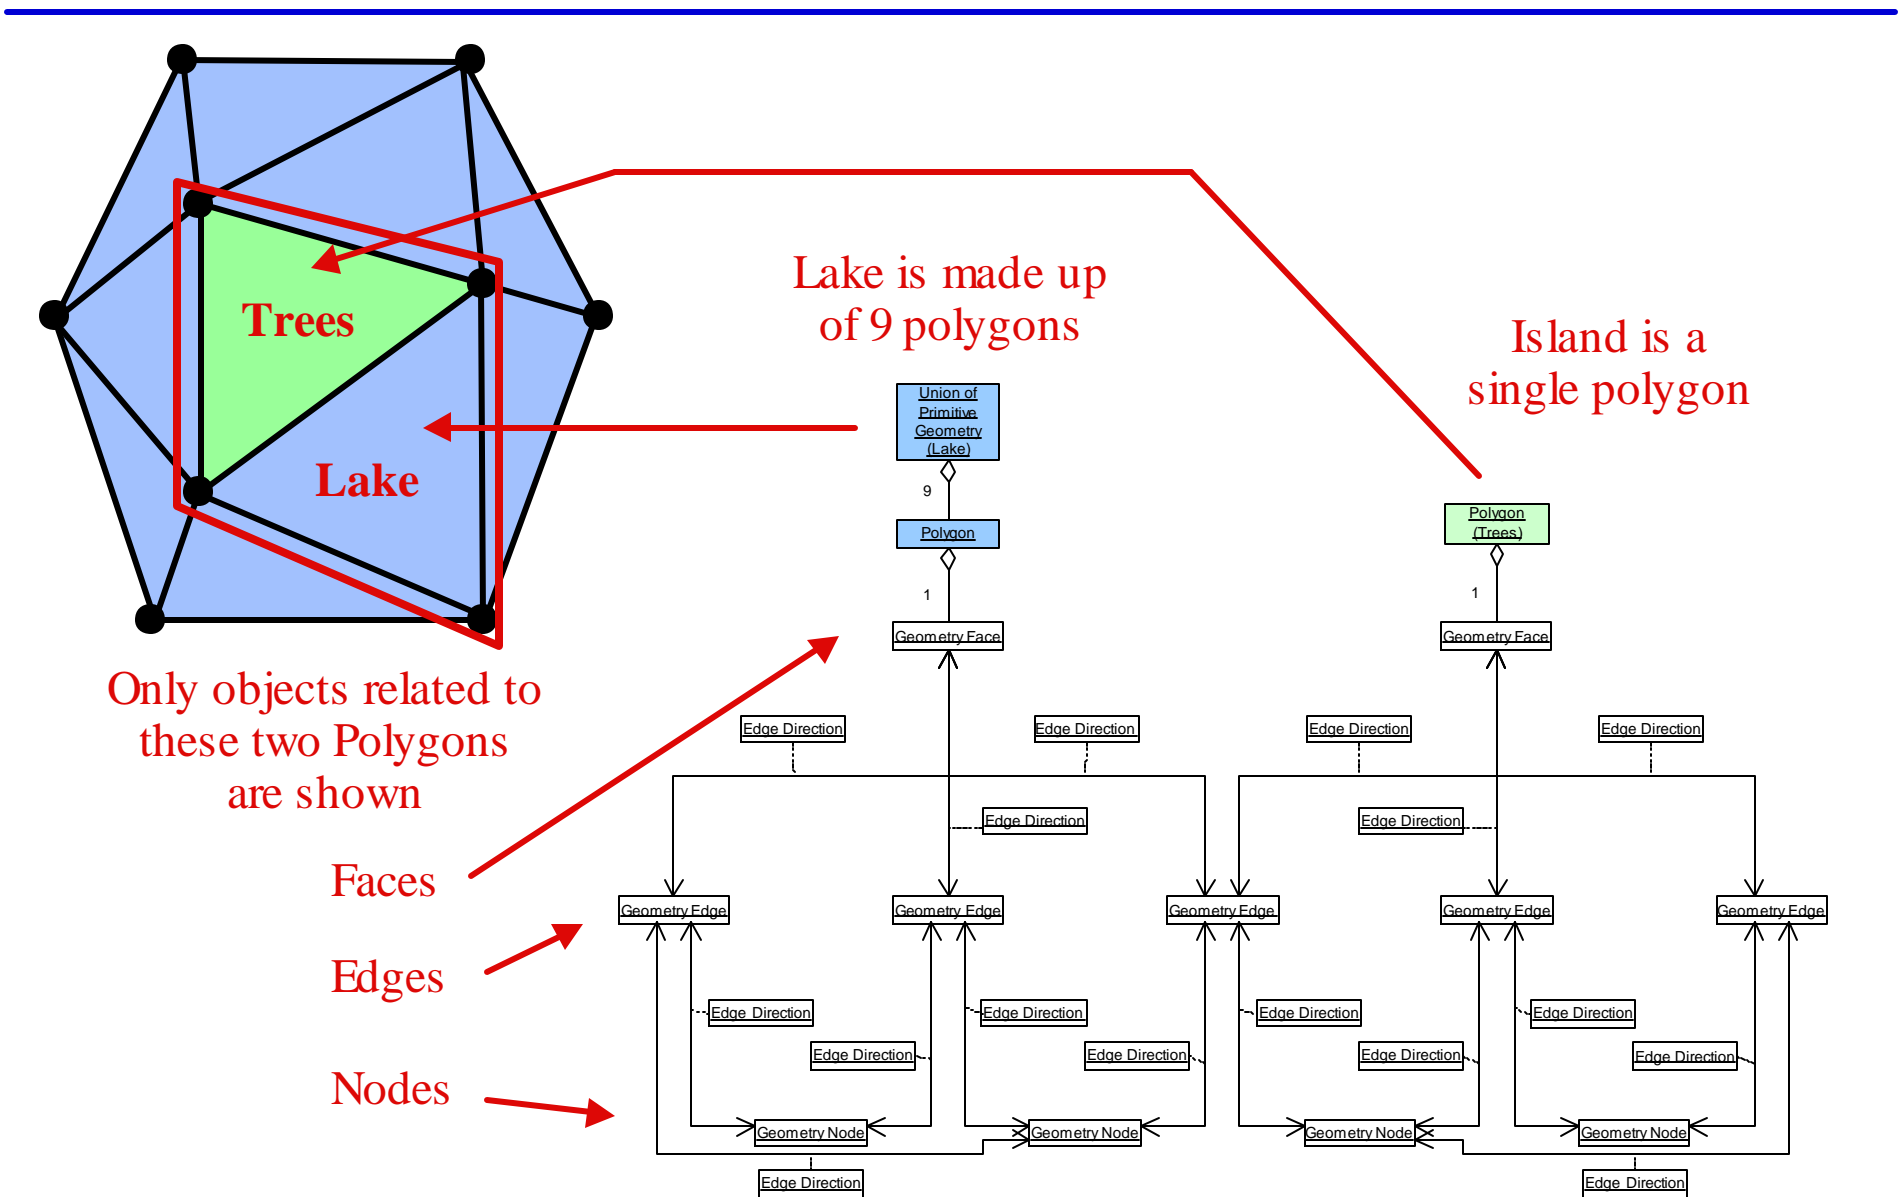 Trees
Lake
Lake is made up
of 9 polygons
Island is a
single polygon
Only objects related to
these two Polygons
are shown
Faces
Edges
Nodes
Union of
Primitive
Geometry
(Lake)
9
Polygon
1
Geometry Face
Polygon
(Trees)
1
Geometry Face
Edge Direction
Edge Direction
Edge Direction
Edge Direction
Edge Direction
Edge Direction
Geometry Edge
Geometry Edge
Geometry Edge
Geometry Edge
Geometry Edge
Edge Direction
Edge Direction
Edge Direction
Edge Direction
Edge Direction
Edge Direction
Edge Direction
Edge Direction
Geometry Node
Geometry Node
Geometry Node
Geometry Node
Edge Direction
Edge Direction